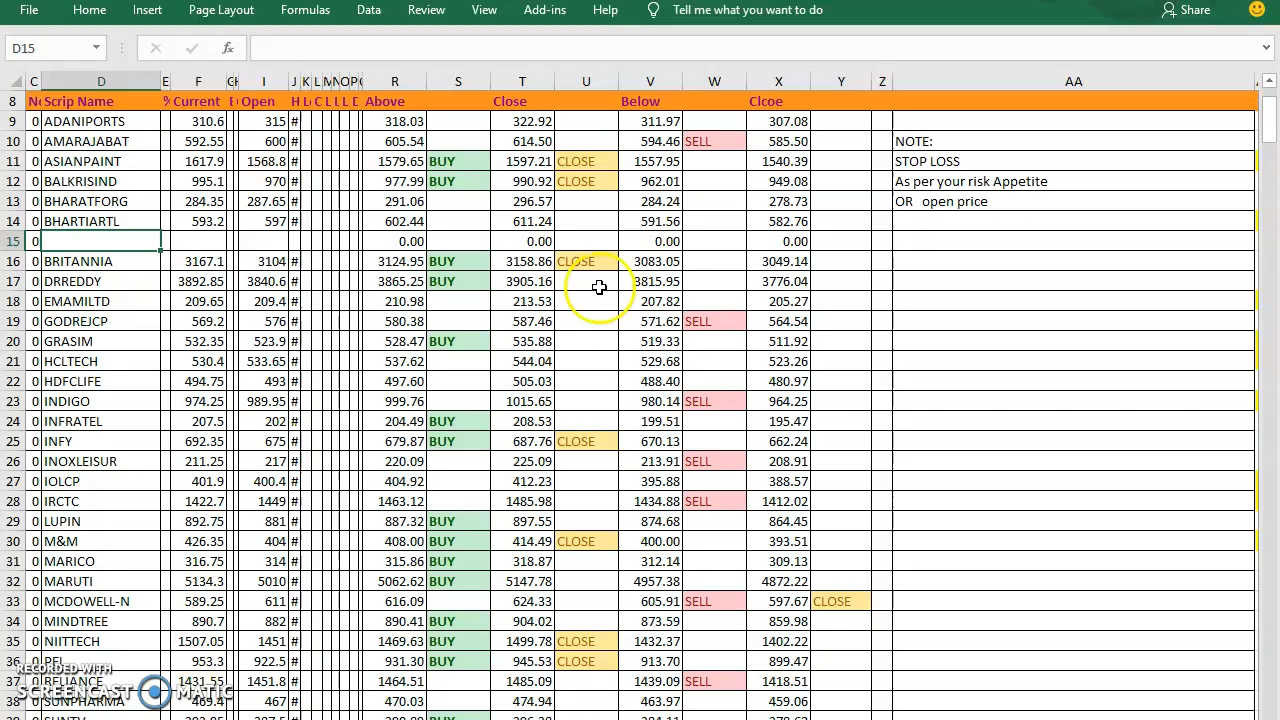 File Home Insert Page Layout Formulas Data Review View Add-ins Help Tell me what you want to do Share
D15 fx
C D E F I J K L O R S T U V W X Y Z AA
8 Scrip Name % Current Open H Above Close Below Clcoe
9 0 ADANIPORTS 310.6 315 # 318.03 322.92 311.97 307.08
10 0 AMARAJABAT 592.55 600 # 605.54 614.50 594.46 SELL 585.50 NOTE:
11 0 ASIANPAINT 1617.9 1568.8 # 1579.65 BUY 1597.21 CLOSE 1557.95 1540.39 STOP LOSS
12 0 BALKRISIND 995.1 970 # 977.99 BUY 990.92 CLOSE 962.01 949.08 As per your risk Appetite
13 0 BHARATFORG 284.35 287.65 # 291.06 296.57 284.24 278.73 OR open price
14 0 BHARTIARTL 593.2 597 # 602.44 611.24 591.56 582.76
15 0 0.00 0.00 0.00 0.00
16 0 BRITANNIA 3167.1 3104 # 3124.95 BUY 3158.86 CLOSE 3083.05 3049.14
17 0 DRREDDY 3892.85 3840.6 # 3865.25 BUY 3905.16 3815.95 3776.04
18 0 EMAMILTD 209.65 209.4 # 210.98 213.53 207.82 205.27
19 0 GODREJCP 569.2 576 # 580.38 587.46 571.62 SELL 564.54
20 0 GRASIM 532.35 523.9 # 528.47 BUY 535.88 519.33 511.92
21 0 HCLTECH 530.4 533.65 # 537.62 544.04 529.68 523.26
22 0 HDFCLIFE 494.75 493 # 497.60 505.03 488.40 480.97
23 0 INDIGO 974.25 989.95 # 999.76 1015.65 980.14 SELL 964.25
24 0 INFRATEL 207.5 202 # 204.49 BUY 208.53 199.51 195.47
25 0 INFY 692.35 675 # 679.87 BUY 687.76 CLOSE 670.13 662.24
26 0 INOXLEISUR 211.25 217 # 220.09 225.09 213.91 SELL 208.91
27 0 IOLCP 401.9 400.4 # 404.92 412.23 395.88 388.57
28 0 IRCTC 1422.7 1449 # 1463.12 1485.98 1434.88 SELL 1412.02
29 0 LUPIN 892.75 881 # 887.32 BUY 897.55 874.68 864.45
30 0 M&M 426.35 404 # 408.00 BUY 414.49 CLOSE 400.00 393.51
31 0 MARICO 316.75 314 # 315.86 BUY 318.87 312.14 309.13
32 0 MARUTI 5134.3 5010 # 5062.62 BUY 5147.78 4957.38 4872.22
33 0 MCDOWELL-N 589.25 611 # 616.09 624.33 605.91 SELL 597.67 CLOSE
34 0 MINDTREE 890.7 882 # 890.41 BUY 904.02 873.59 859.98
35 0 NIITTECH 1507.05 1451 # 1469.63 BUY 1499.78 CLOSE 1432.37 1402.22
36 953.3 922.5 # 931.30 BUY 945.53 CLOSE 913.70 899.47
37 RELIANCE 1431.55 1451.8 # 1464.51 1485.09 1439.09 SELL 1418.51
38 SUNPHARMA 469.4 467 # 470.03 474.94 463.97 459.06
RECORDED WITH
SCREENCAST MATIC